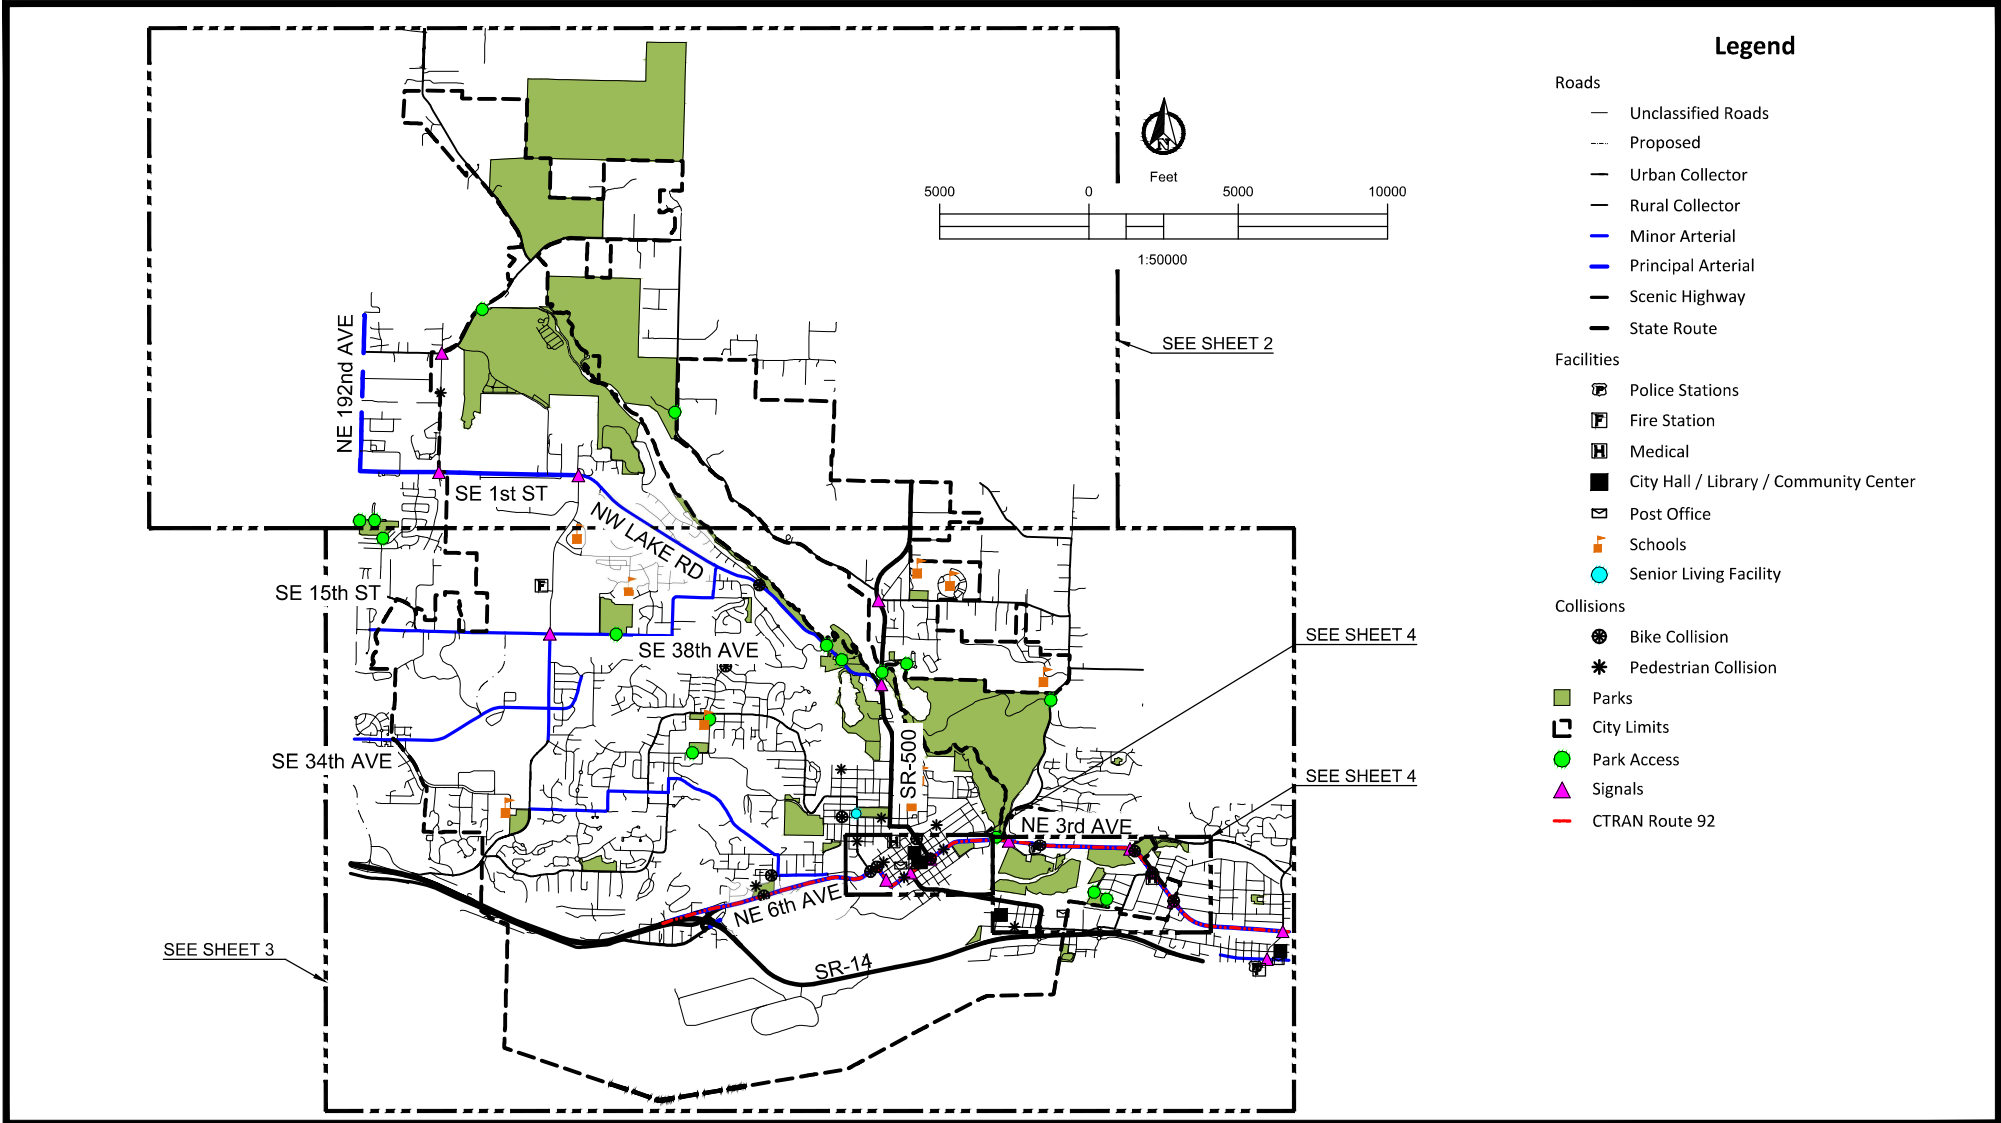 Legend
Roads
Unclassified Roads
Proposed
Urban Collector
Rural Collector
Minor Arterial
Principal Arterial
Scenic Highway
State Route
Facilities
P Police Stations
F Fire Station
H Medical
City Hall / Library / Community Center
Post Office
Schools
Senior Living Facility
Collisions
Bike Collision
Pedestrian Collision
Parks
City Limits
Park Access
Signals
CTRAN Route 92
N
Feet
5000 0 5000 10000
1:50000
SEE SHEET 2
NE 192nd AVE
SE 1st ST
NW LAKE RD
SE 15th ST
F
SE 38th AVE
SEE SHEET 4
SE 34th AVE
SR-500
SEE SHEET 4
NE 3rd AVE
H
H
NE 6th AVE
SEE SHEET 3
SR-14
P